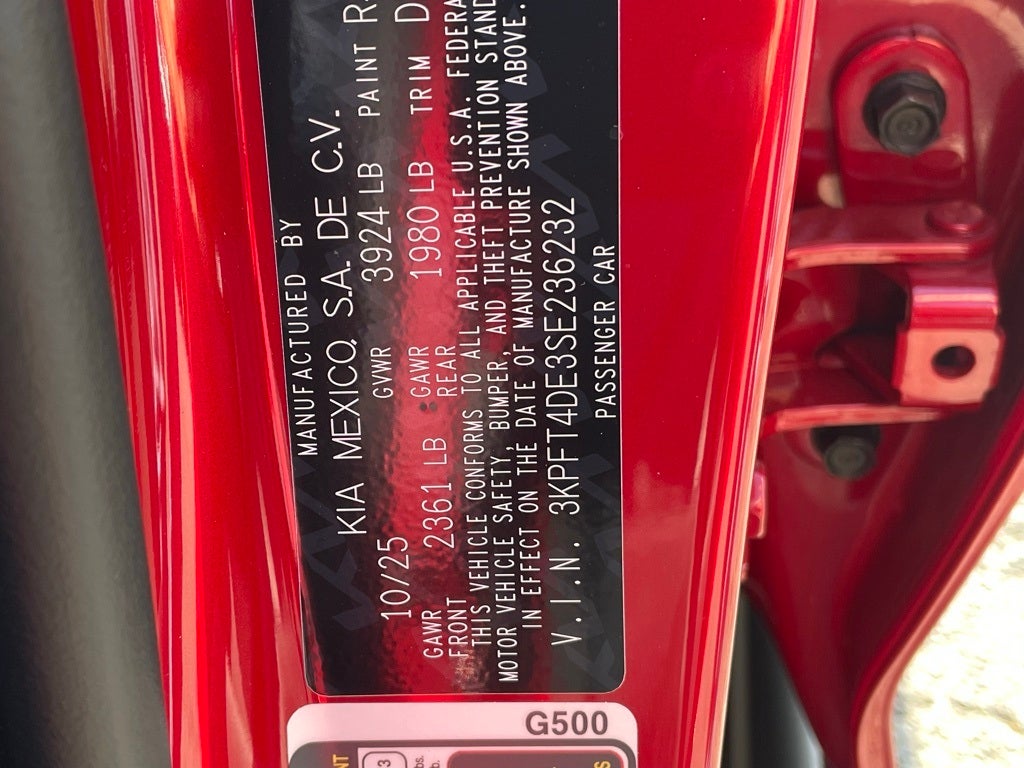 MANUFACTURED BY
KIA MEXICO, S.A. DE C.V.
10/25 GVWR 3924 LB PAINT R
GAWR FRONT 2361 LB GAWR REAR 1980 LB TRIM D
THIS VEHICLE CONFORMS TO ALL APPLICABLE U.S.A. FEDERA
MOTOR VEHICLE SAFETY, BUMPER, AND THEFT PREVENTION STAND
IN EFFECT ON THE DATE OF MANUFACTURE SHOWN ABOVE.
V.I.N. 3KPFT4DE3SE236232
PASSENGER CAR
G500